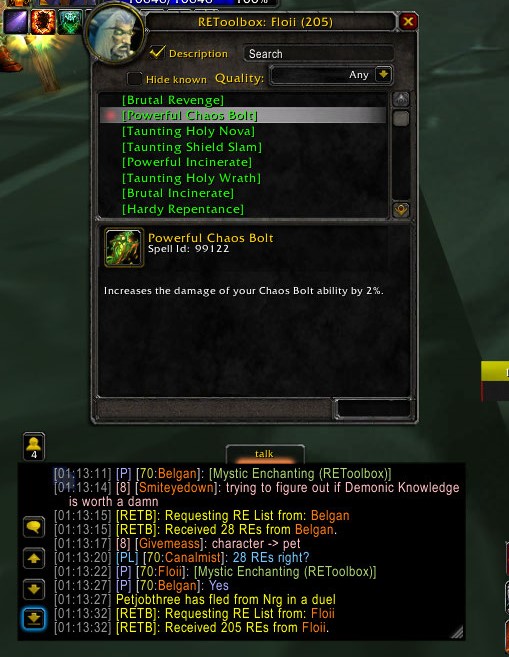 100%
REToolbox: Floii (205)
Description
Search
Hide known
Quality:
Any
[Brutal Revenge]
[Powerful Chaos Bolt]
[Taunting Holy Nova]
[Taunting Shield Slam]
[Powerful Incinerate]
[Taunting Holy Wrath]
[Brutal Incinerate]
[Hardy Repentance]
Powerful Chaos Bolt
Spell Id: 99122
Increases the damage of your Chaos Bolt ability by 2%.
4
talk
[01:13:11] [P] [70:Belgan]: [Mystic Enchanting (REToolbox)]
[01:13:14] [8] [Smiteyedown]: trying to figure out if Demonic Knowledge
is worth a damn
[01:13:15] [RETB]: Requesting RE List from: Belgan
[01:13:15] [RETB]: Received 28 REs from Belgan.
[01:13:17] [8] [Givemeass]: character -> pet
[01:13:20] [PL] [70:Canalmist]: 28 REs right?
[01:13:22] [P] [70:Floii]: [Mystic Enchanting (REToolbox)]
[01:13:27] [P] [70:Belgan]: Yes
[01:13:27] Petjobthree has fled from Nrg in a duel
[01:13:32] [RETB]: Requesting RE List from: Floii
[01:13:32] [RETB]: Received 205 REs from Floii.